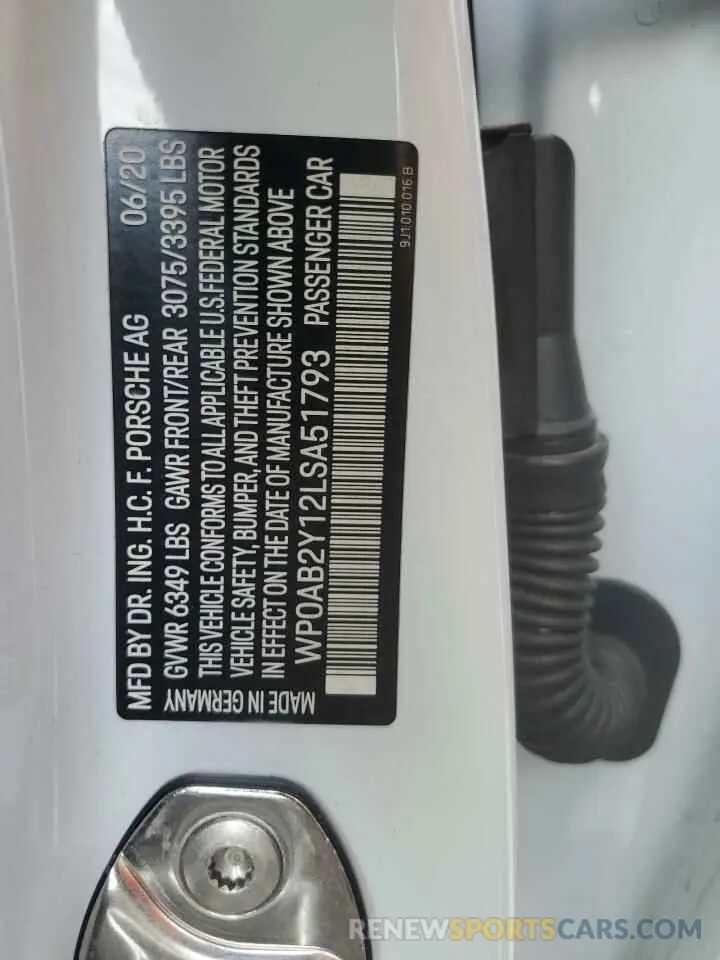 MFD BY DR. ING. H.C. F. PORSCHE AG 06/20
GVWR 6349 LBS GAWR FRONT/REAR 3075/3395 LBS
THIS VEHICLE CONFORMS TO ALL APPLICABLE U.S. FEDERAL MOTOR
VEHICLE SAFETY, BUMPER, AND THEFT PREVENTION STANDARDS
IN EFFECT ON THE DATE OF MANUFACTURE SHOWN ABOVE
WP0AB2Y12LSA51793 PASSENGER CAR
MADE IN GERMANY
9J1.010.016.B
RENEWSPORTSCARS.COM